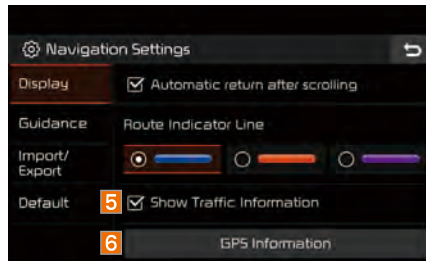 Navigation Settings
Display
Automatic return after scrolling
Guidance
Route Indicator Line
Import/
Export
Default
5 Show Traffic Information
6 GPS Information